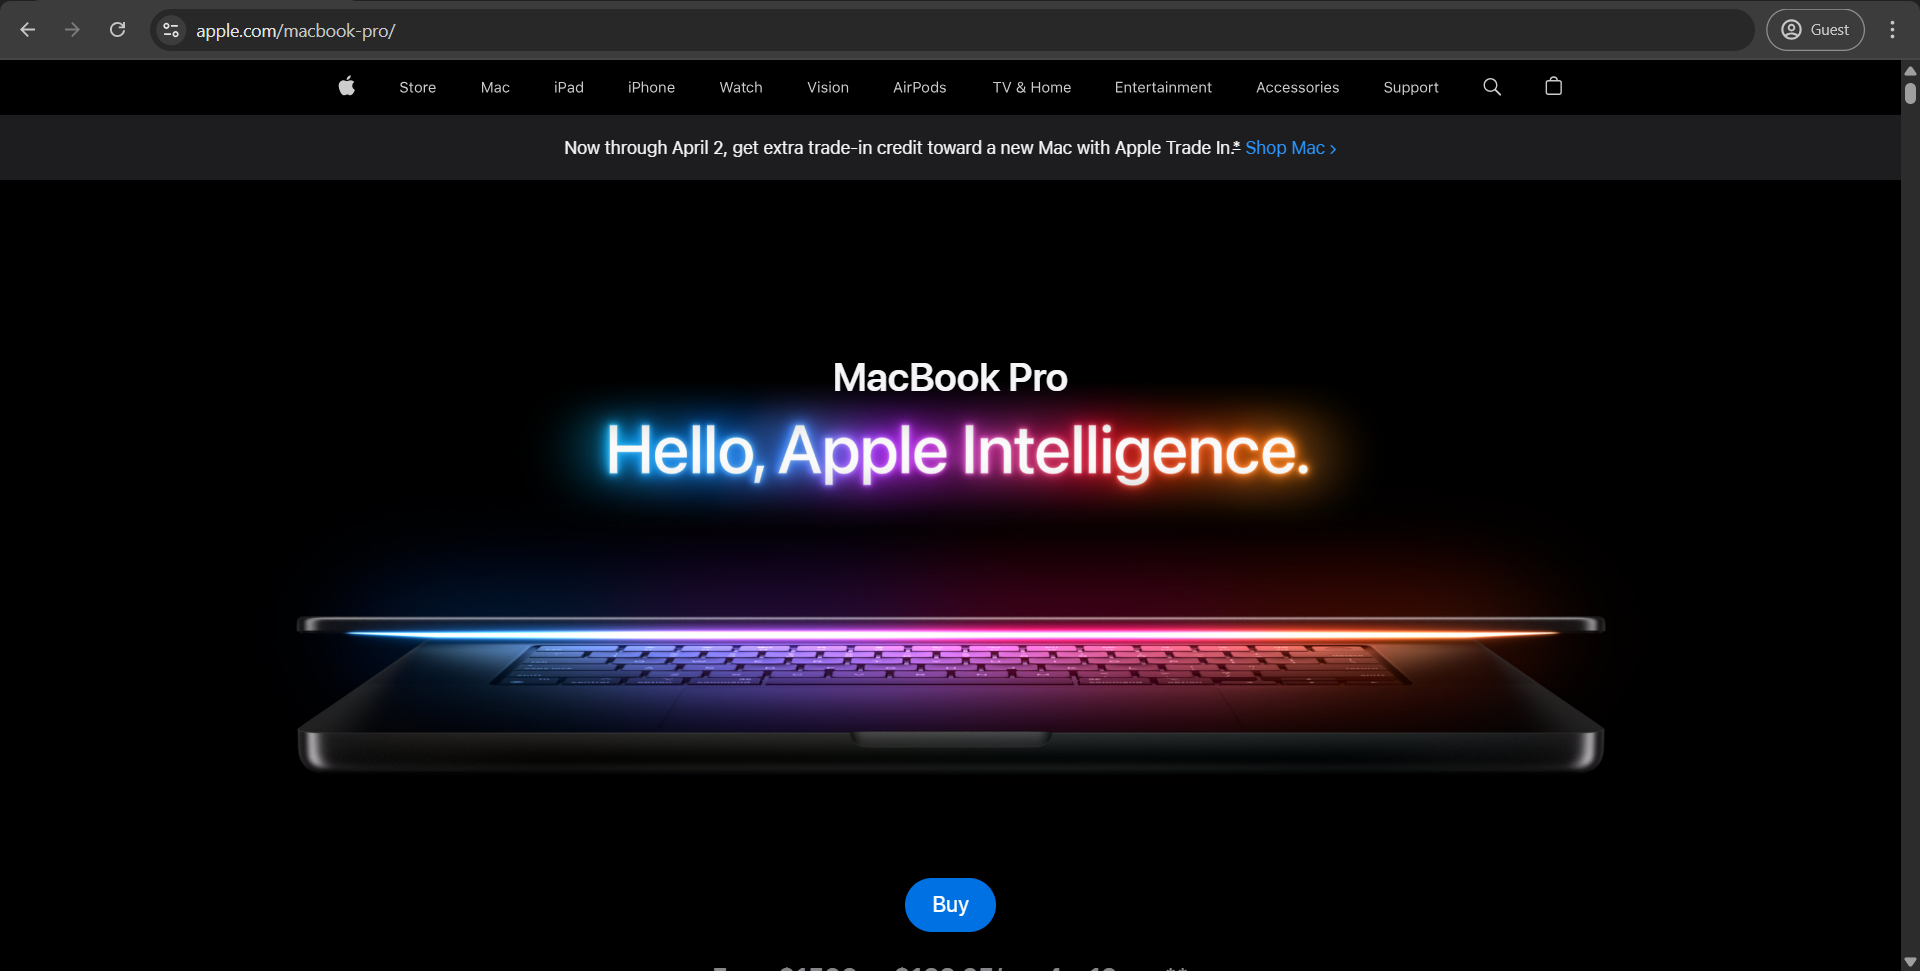 apple.com/macbook-pro/
Guest
Store Mac iPad iPhone Watch Vision AirPods TV & Home Entertainment Accessories Support
Now through April 2, get extra trade-in credit toward a new Mac with Apple Trade In.* Shop Mac >
MacBook Pro
Hello, Apple Intelligence.
Buy